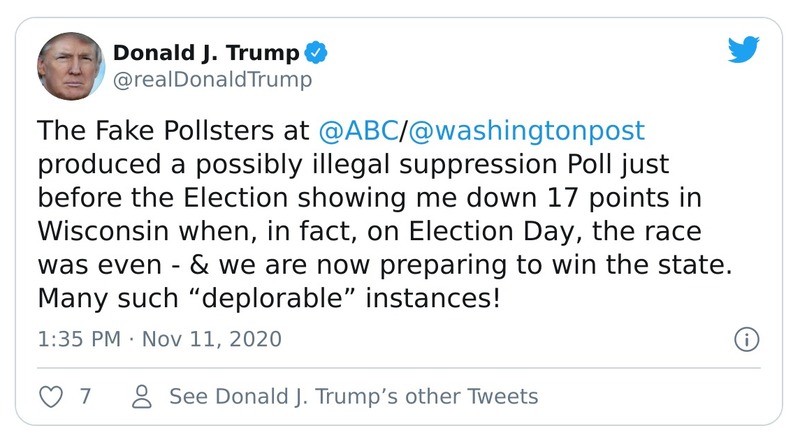 Donald J. Trump
@realDonaldTrump
The Fake Pollsters at @ABC/@washingtonpost
produced a possibly illegal suppression Poll just
before the Election showing me down 17 points in
Wisconsin when, in fact, on Election Day, the race
was even - & we are now preparing to win the state.
Many such “deplorable” instances!
1:35 PM · Nov 11, 2020
7 See Donald J. Trump’s other Tweets